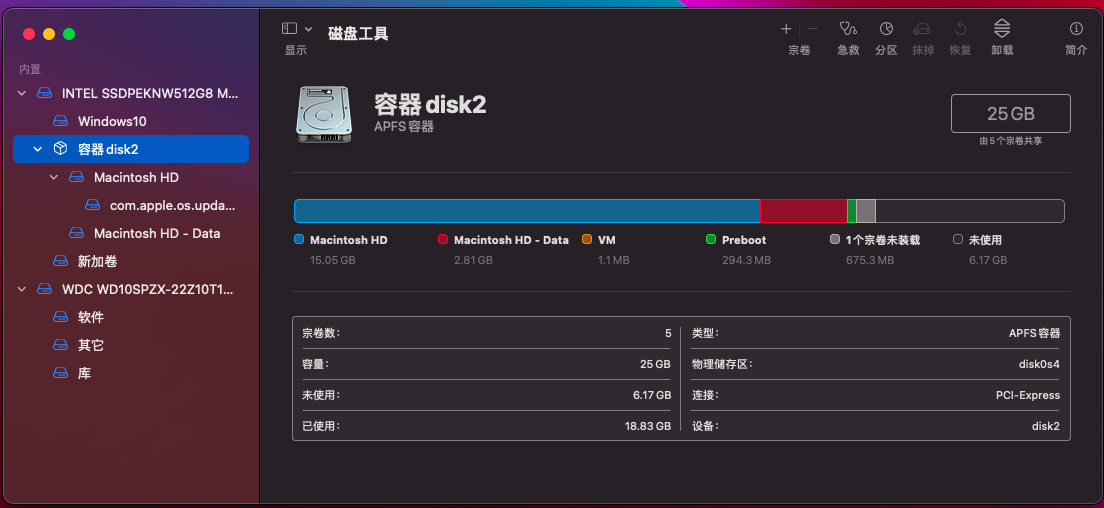 显示
磁盘工具
宗卷
急救
分区
抹掉
恢复
卸载
简介
内置
INTEL SSDPEKNW512G8 M...
Windows10
容器 disk2
Macintosh HD
com.apple.os.upda...
Macintosh HD - Data
新加卷
WDC WD10SPZX-22Z10T1...
软件
其它
库
容器 disk2
APFS 容器
25 GB
由 5 个宗卷共享
Macintosh HD
15.05 GB
Macintosh HD - Data
2.81 GB
VM
1.1 MB
Preboot
294.3 MB
1 个宗卷未装载
675.3 MB
未使用
6.17 GB
宗卷数: 5
容量: 25 GB
未使用: 6.17 GB
已使用: 18.83 GB
类型: APFS 容器
物理储存区: disk0s4
连接: PCI-Express
设备: disk2